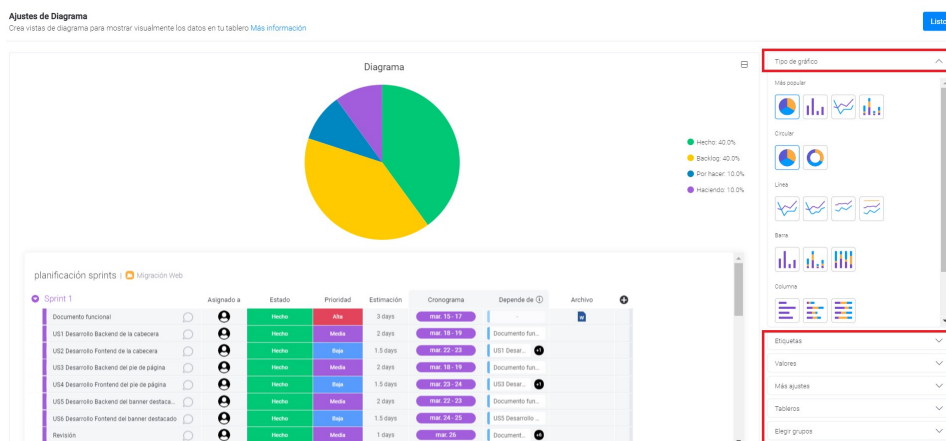 Ajustes de Diagrama
Crea vistas de diagrama para mostrar visualmente los datos en tu tablero Más información
Listo
Diagrama
Hecho: 40.0%
Backlog: 40.0%
Por hacer: 10.0%
Haciendo: 10.0%
Tipo de gráfico
Más popular
Circular
Línea
Barra
Columna
Etiquetas
Valores
Más ajustes
Tableros
Elegir grupos
planificación sprints | Migración Web
Sprint 1 Asignado a Estado Prioridad Estimación Cronograma Depende de Archivo
Documento funcional Hecho Alta 3 days mar. 15 - 17 -
US1 Desarrollo Backend de la cabecera Hecho Media 2 days mar. 18 - 19 Documento fun...
US2 Desarrollo Fontend de la cabecera Hecho Baja 1.5 days mar. 22 - 23 US1 Desar... +1
US3 Desarrollo Backend del pie de página Hecho Media 2 days mar. 18 - 19 Documento fun...
US4 Desarrollo Frontend del pie de página Hecho Baja 1.5 days mar. 23 - 24 US3 Desar... +1
US5 Desarrollo Backend del banner destaca... Hecho Media 2 days mar. 22 - 23 Documento fun...
US6 Desarrollo Fontend del banner destacado Hecho Baja 1.5 days mar. 24 - 25 US5 Desarrollo ...
Revisión Hecho Media 1 days mar. 26 Document...